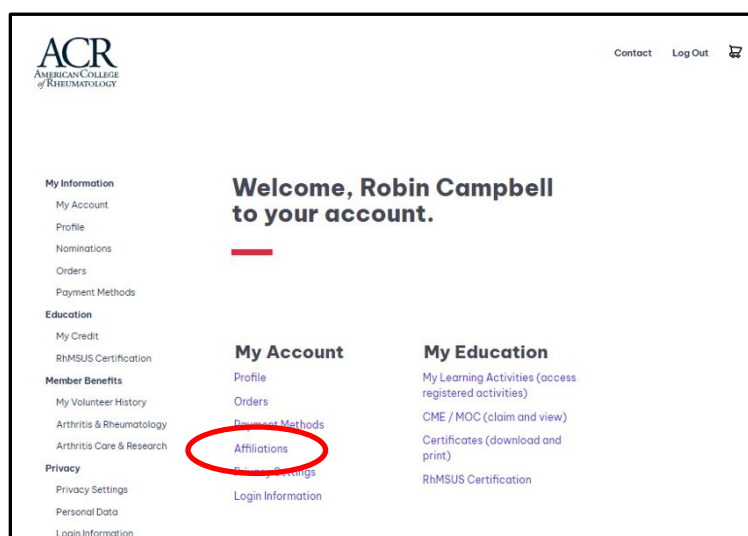 ACR
AMERICAN COLLEGE
of RHEUMATOLOGY
Contact
Log Out
My Information
My Account
Profile
Nominations
Orders
Payment Methods
Education
My Credit
RhMSUS Certification
Member Benefits
My Volunteer History
Arthritis & Rheumatology
Arthritis Care & Research
Privacy
Privacy Settings
Personal Data
Login Information
Welcome, Robin Campbell
to your account.
My Account
Profile
Orders
Payment Methods
Affiliations
Privacy Settings
Login Information
My Education
My Learning Activities (access
registered activities)
CME / MOC (claim and view)
Certificates (download and
print)
RhMSUS Certification